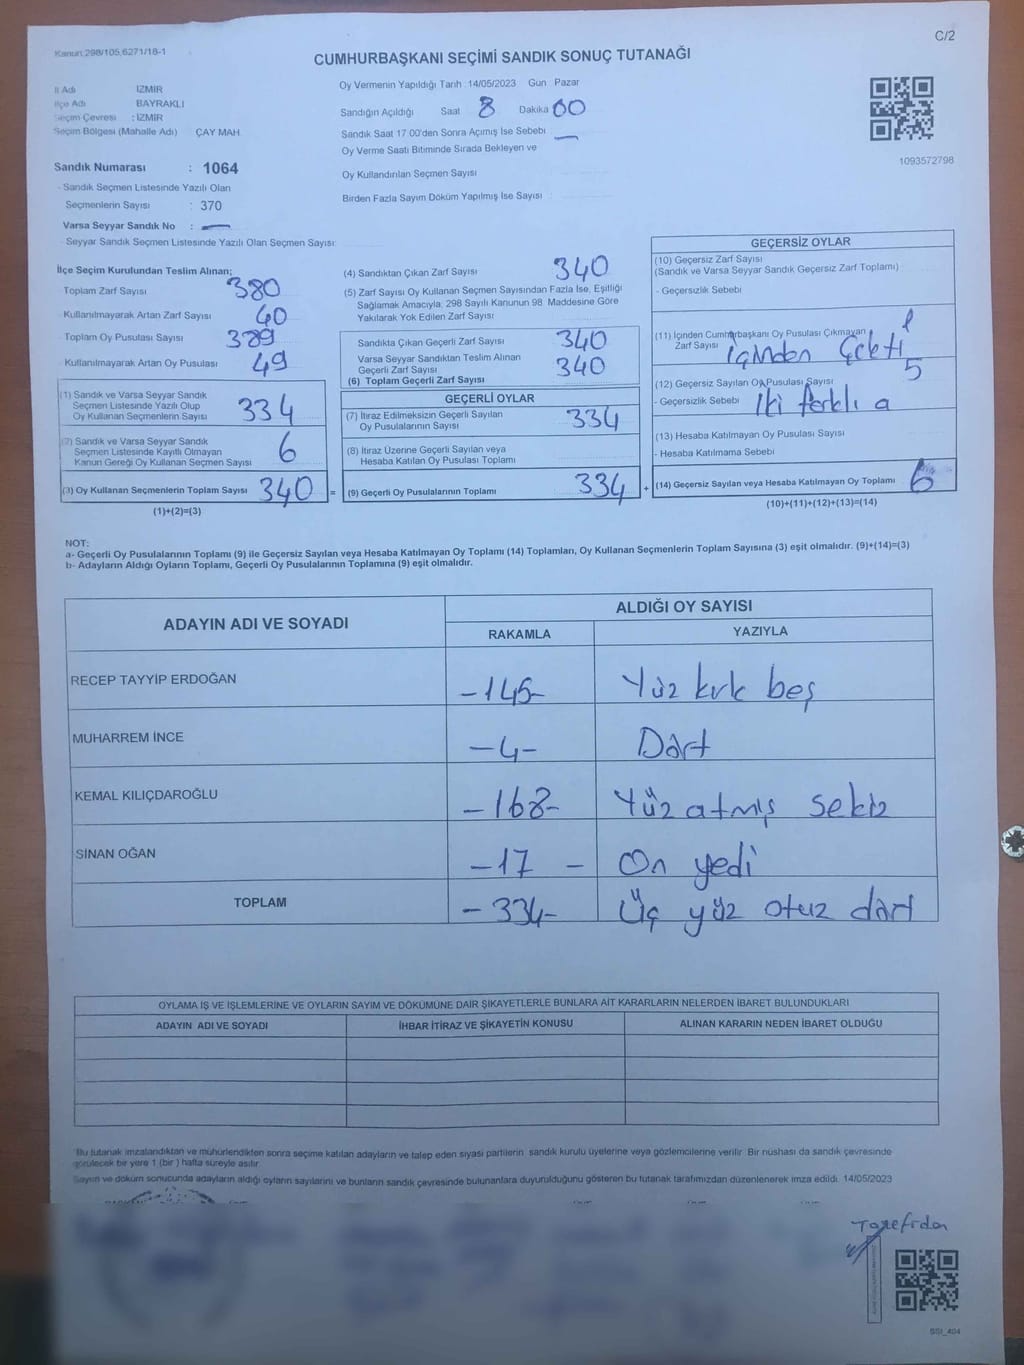 Kanun 298/105,6271/18-1
C/2
CUMHURBAŞKANI SEÇİMİ SANDIK SONUÇ TUTANAĞI
İl Adı İZMİR
İlçe Adı BAYRAKLI
Seçim Çevresi : İZMİR
Seçim Bölgesi (Mahalle Adı) ÇAY MAH.
Sandık Numarası : 1064
- Sandık Seçmen Listesinde Yazılı Olan
Seçmenlerin Sayısı : 370
Varsa Seyyar Sandık No : —
- Seyyar Sandık Seçmen Listesinde Yazılı Olan Seçmen Sayısı:
Oy Vermenin Yapıldığı Tarih :14/05/2023 Gün Pazar
Sandığın Açıldığı Saat 8 Dakika 00
Sandık Saat 17.00'den Sonra Açımış İse Sebebi —
Oy Verme Saati Bitiminde Sırada Bekleyen ve
Oy Kullandırılan Seçmen Sayısı
Birden Fazla Sayım Döküm Yapılmış İse Sayısı :
1093572798
İlçe Seçim Kurulundan Teslim Alınan;
Toplam Zarf Sayısı 380
Kullanılmayarak Artan Zarf Sayısı 40
Toplam Oy Pusulası Sayısı 389
Kullanılmayarak Artan Oy Pusulası 49
(1) Sandık ve Varsa Seyyar Sandık
Seçmen Listesinde Yazılı Olup
Oy Kullanan Seçmenlerin Sayısı 334
(2) Sandık ve Varsa Seyyar Sandık
Seçmen Listesinde Kayıtlı Olmayan
Kanun Gereği Oy Kullanan Seçmen Sayısı 6
(3) Oy Kullanan Seçmenlerin Toplam Sayısı 340 =
(1)+(2)=(3)
(4) Sandıktan Çıkan Zarf Sayısı 340
(5) Zarf Sayısı Oy Kullanan Seçmen Sayısından Fazla İse, Eşitliği
Sağlamak Amacıyla, 298 Sayılı Kanunun 98. Maddesine Göre
Yakılarak Yok Edilen Zarf Sayısı
Sandıkta Çıkan Geçerli Zarf Sayısı 340
Varsa Seyyar Sandıktan Teslim Alınan
Geçerli Zarf Sayısı 340
(6) Toplam Geçerli Zarf Sayısı
GEÇERLİ OYLAR
(7) İtiraz Edilmeksizin Geçerli Sayılan
Oy Pusulalarının Sayısı 334
(8) İtiraz Üzerine Geçerli Sayılan veya
Hesaba Katılan Oy Pusulası Toplamı
(9) Geçerli Oy Pusulalarının Toplamı 334 +
GEÇERSİZ OYLAR
(10) Geçersiz Zarf Sayısı
(Sandık ve Varsa Seyyar Sandık Geçersiz Zarf Toplamı)
- Geçersizlik Sebebi
(11) İçinden Cumhurbaşkanı Oy Pusulası Çıkmayan 1
Zarf Sayısı içinden
(12) Geçersiz Sayılan Oy Pusulası Sayısı 5
- Geçersizlik Sebebi iki farklı a
(13) Hesaba Katılmayan Oy Pusulası Sayısı
- Hesaba Katılmama Sebebi
(14) Geçersiz Sayılan veya Hesaba Katılmayan Oy Toplamı 6
(10)+(11)+(12)+(13)=(14)
NOT:
a- Geçerli Oy Pusulalarının Toplamı (9) ile Geçersiz Sayılan veya Hesaba Katılmayan Oy Toplamı (14) Toplamları, Oy Kullanan Seçmenlerin Toplam Sayısına (3) eşit olmalıdır. (9)+(14)=(3)
b- Adayların Aldığı Oyların Toplamı, Geçerli Oy Pusulalarının Toplamına (9) eşit olmalıdır.
ADAYIN ADI VE SOYADI ALDIĞI OY SAYISI
RAKAMLA YAZIYLA
RECEP TAYYİP ERDOĞAN -145- Yüz kırk beş
MUHARREM İNCE -4- Dört
KEMAL KILIÇDAROĞLU -168- Yüz atmış sekiz
SİNAN OĞAN -17- On yedi
TOPLAM -334- Üç yüz otuz dört
OYLAMA İŞ VE İŞLEMLERİNE VE OYLARIN SAYIM VE DÖKÜMÜNE DAİR ŞİKAYETLERLE BUNLARA AİT KARARLARIN NELERDEN İBARET BULUNDUKLARI
ADAYIN ADI VE SOYADI İHBAR İTİRAZ VE ŞİKAYETİN KONUSU ALINAN KARARIN NEDEN İBARET OLDUĞU
Bu tutanak imzalandıktan ve mühürlendikten sonra seçime katılan adayların ve talep eden siyasi partilerin sandık kurulu üyelerine veya gözlemcilerine verilir. Bir nüshası da sandık çevresinde
görülecek bir yere 1 (bir ) hafta süreyle asılır.
Sayım ve döküm sonucunda adayların aldığı oyların sayılarını ve bunların sandık çevresinde bulunanlara duyurulduğunu gösteren bu tutanak tarafımızdan düzenlenerek imza edildi. 14/05/2023
BSI_404